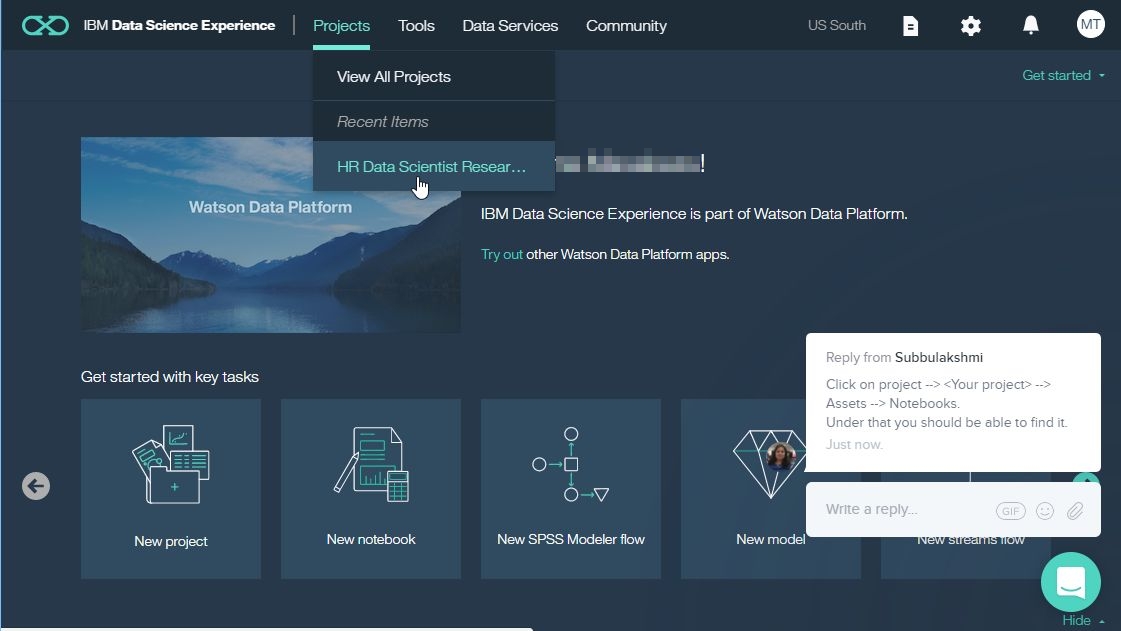 IBM Data Science Experience
Projects
Tools
Data Services
Community
US South
MT
View All Projects
Get started
Recent Items
HR Data Scientist Resear…
!
Watson Data Platform
IBM Data Science Experience is part of Watson Data Platform.
Try out other Watson Data Platform apps.
Get started with key tasks
Reply from Subbulakshmi
Click on project --> <Your project> -->
Assets --> Notebooks.
Under that you should be able to find it.
Just now.
Write a reply...
GIF
New project
New notebook
New SPSS Modeler flow
New model
New streams flow
Hide